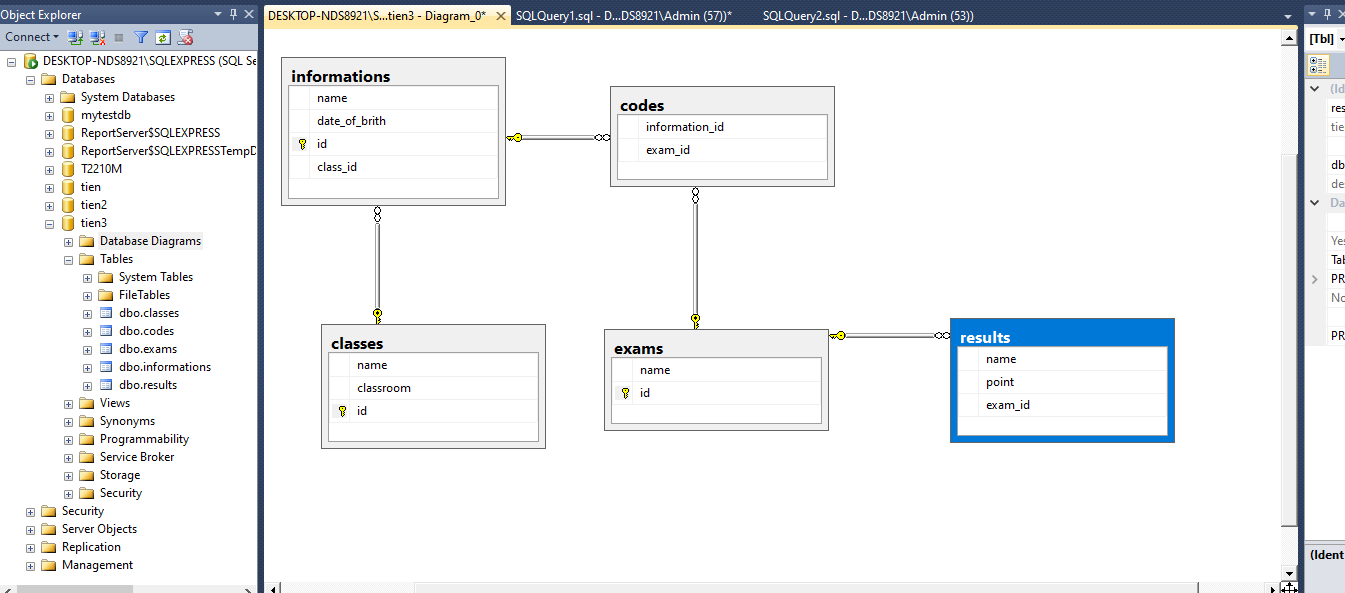 Object Explorer
Connect
DESKTOP-NDS8921\SQLEXPRESS (SQL Se
Databases
System Databases
mytestdb
ReportServer$SQLEXPRESS
ReportServer$SQLEXPRESSTempD
T2210M
tien
tien2
tien3
Database Diagrams
Tables
System Tables
FileTables
dbo.classes
dbo.codes
dbo.exams
dbo.informations
dbo.results
Views
Synonyms
Programmability
Service Broker
Storage
Security
Security
Server Objects
Replication
Management
DESKTOP-NDS8921\S...tien3 - Diagram_0*
SQLQuery1.sql - D...DS8921\Admin (57))*
SQLQuery2.sql - D...DS8921\Admin (53))
informations
name
date_of_brith
id
class_id
codes
information_id
exam_id
classes
name
classroom
id
exams
name
id
results
name
point
exam_id
[Tbl]
(Id
res
tie
db
de
Da
Yes
Tab
PR
No
PR
(Ident